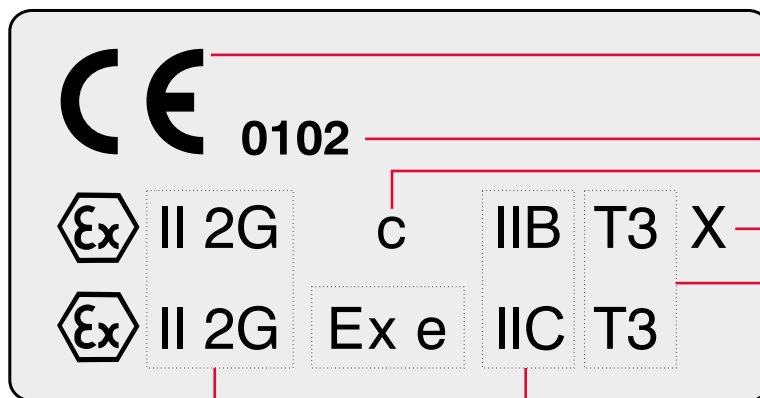 CE
0102
Ex II 2G c IIB T3 X
Ex II 2G Ex e IIC T3